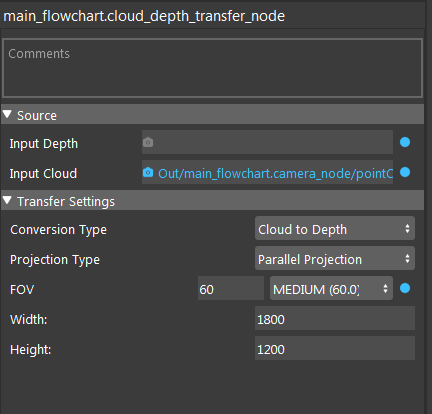 main_flowchart.cloud_depth_transfer_node
Comments
Source
Input Depth
Input Cloud Out/main_flowchart.camera_node/pointC
Transfer Settings
Conversion Type Cloud to Depth
Projection Type Parallel Projection
FOV 60 MEDIUM (60.0)
Width: 1800
Height: 1200